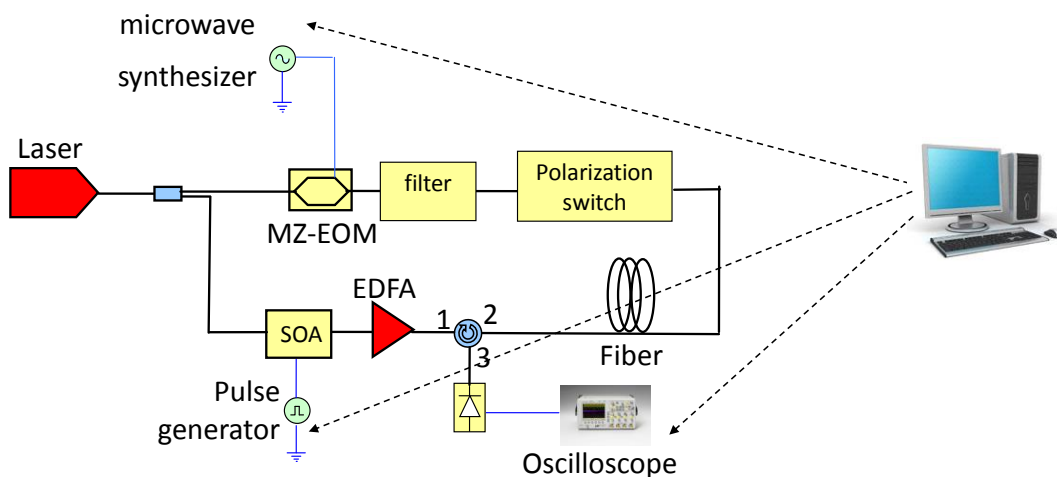 microwave
synthesizer
Laser
filter
Polarization
switch
MZ-EOM
EDFA
1
2
SOA
3
Fiber
Pulse
generator
Oscilloscope